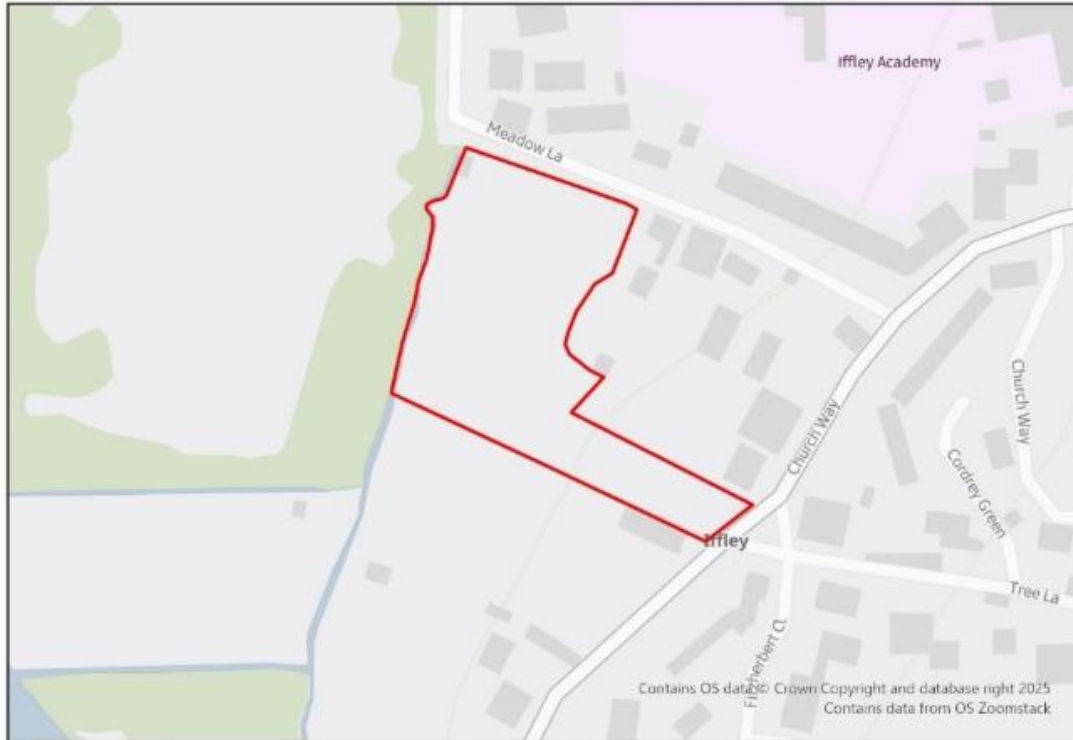 Iffley Academy
Meadow La
Church Way
Church Way
Cordrey Green
Iffley
Tree La
Fitzherbert Cl
Contains OS data © Crown Copyright and database right 2025
Contains data from OS Zoomstack